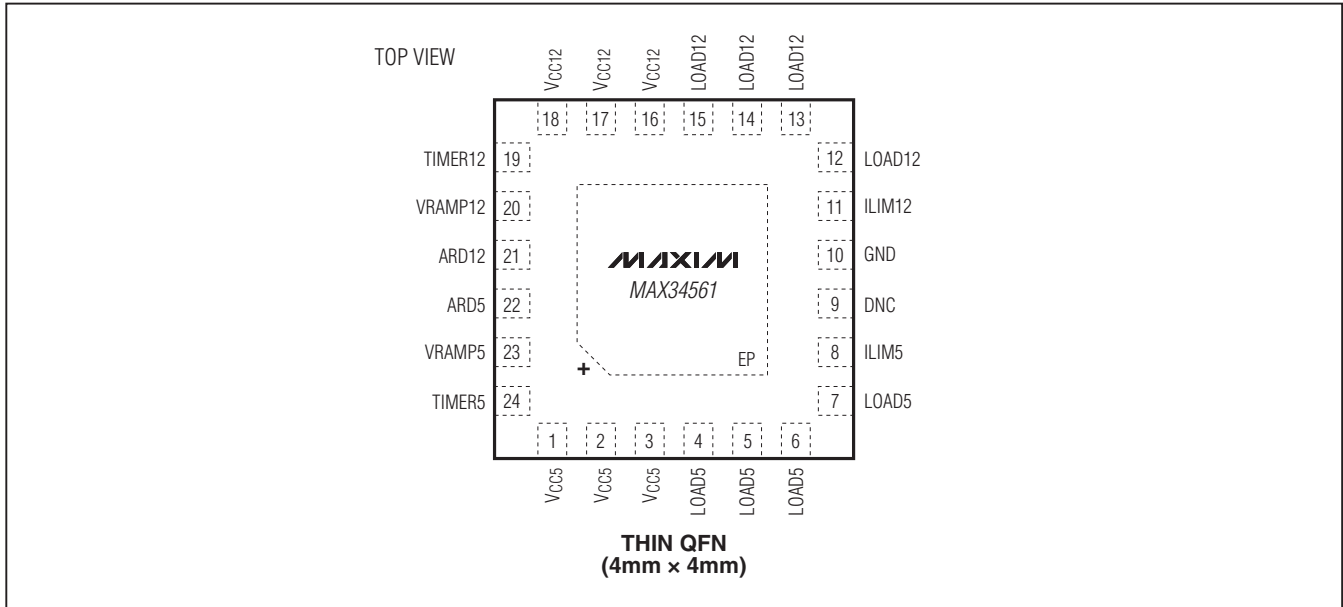 TOP VIEW
VCC12
VCC12
VCC12
LOAD12
LOAD12
LOAD12
18
17
16
15
14
13
TIMER12 19
12 LOAD12
VRAMP12 20
11 ILIM12
ARD12 21
10 GND
MAXIM
MAX34561
ARD5 22
9 DNC
VRAMP5 23
8 ILIM5
EP
+
TIMER5 24
7 LOAD5
1
2
3
4
5
6
VCC5
VCC5
VCC5
LOAD5
LOAD5
LOAD5
THIN QFN
(4mm × 4mm)